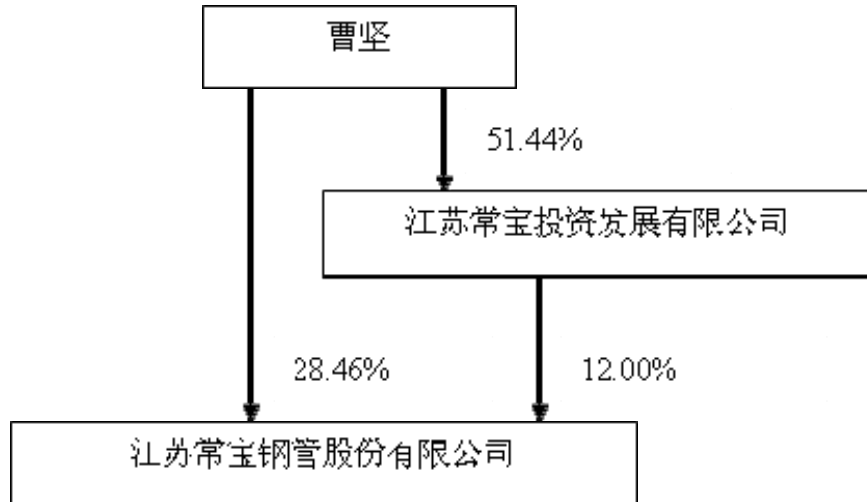 曹坚
51.44%
江苏常宝投资发展有限公司
28.46%
12.00%
江苏常宝钢管股份有限公司